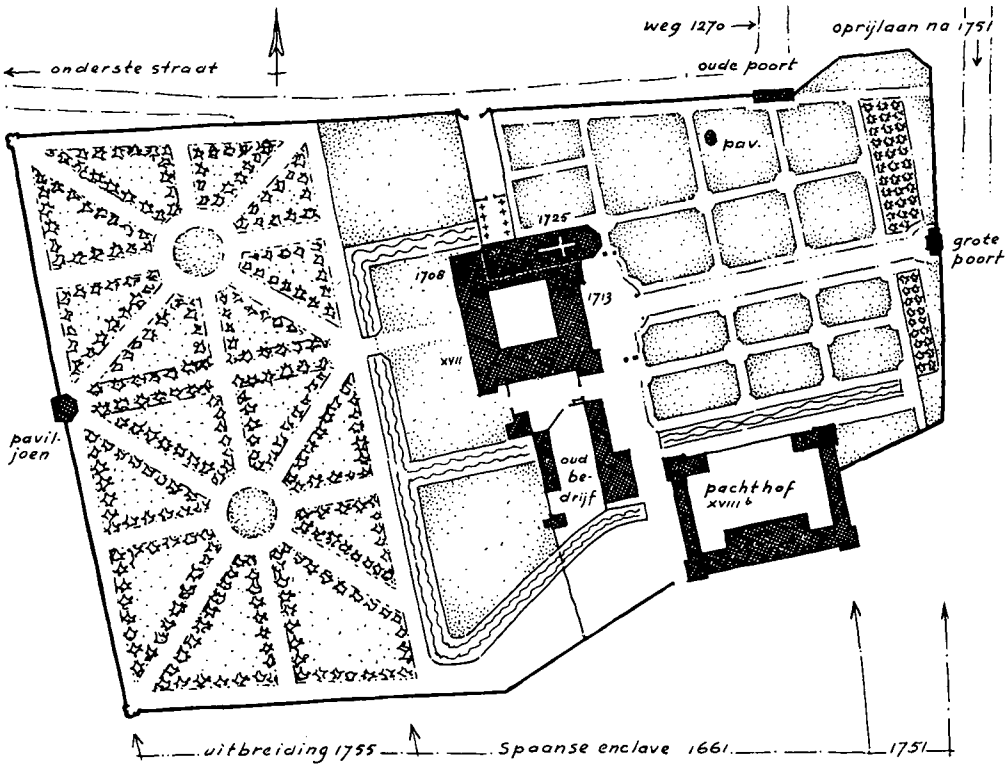 weg 1270 →
oprijlaan na 1751
← onderste straat
oude poort
pav.
1725
grote
poort
1708
1713
XVII
pavil-
joen
oud
be-
drijf
pachthof
XVIII b
uitbreiding 1755
Spaanse enclave 1661
1751